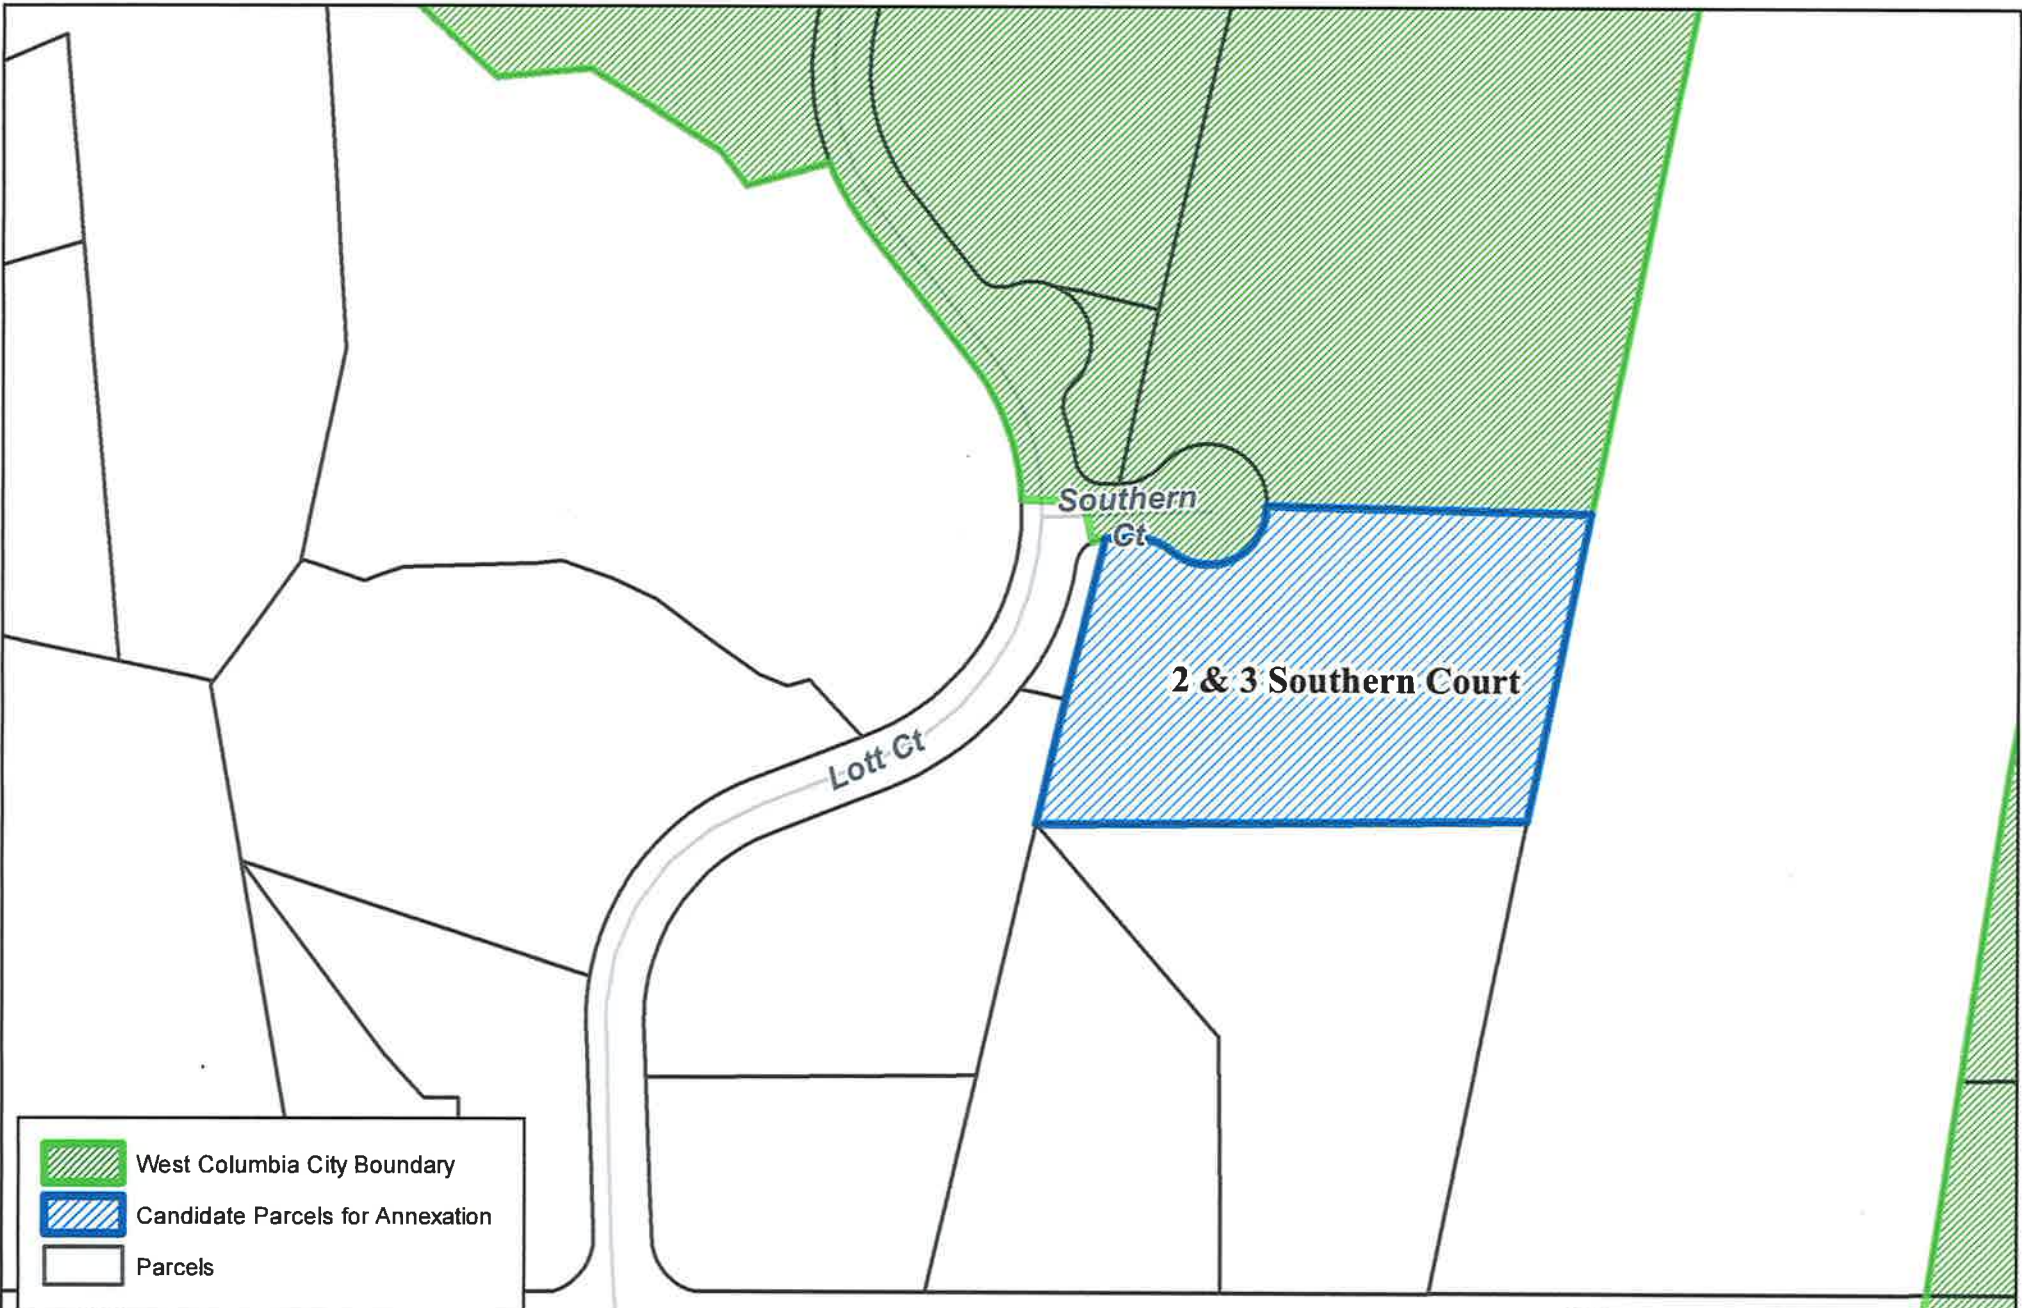 Southern
Ct
2 & 3 Southern Court
Lott Ct
West Columbia City Boundary
Candidate Parcels for Annexation
Parcels